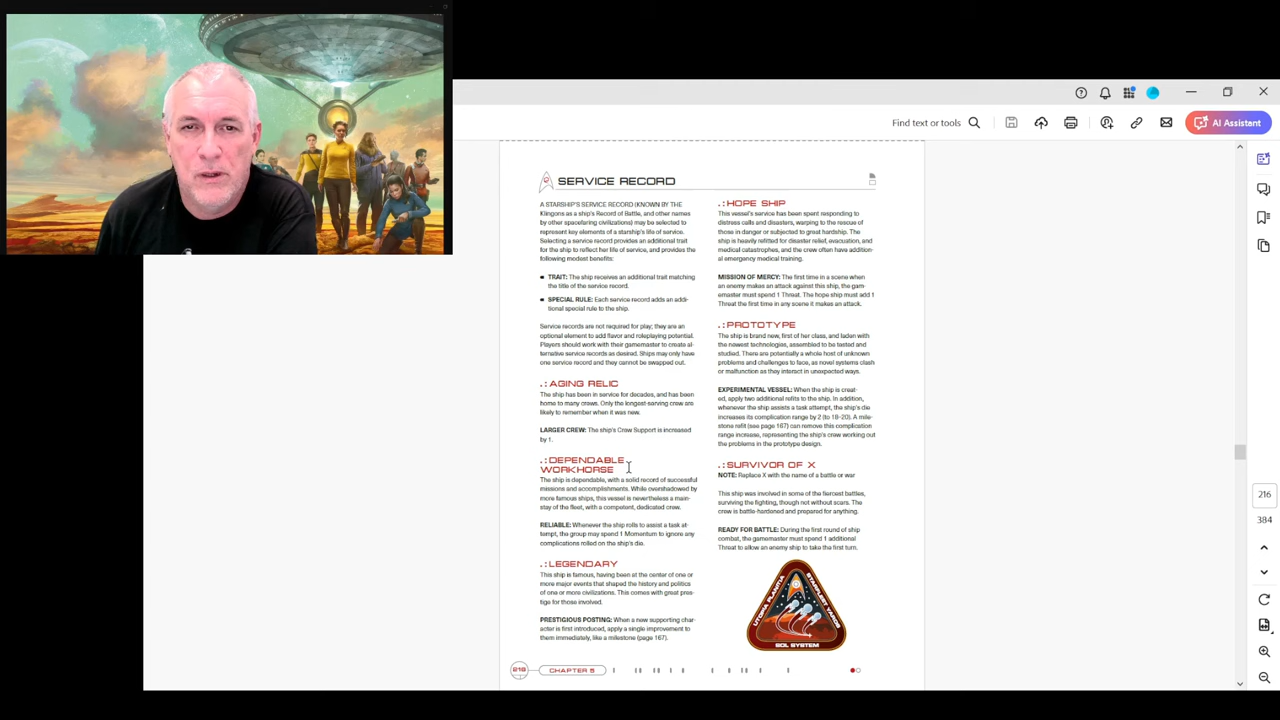 Find text or tools
AI Assistant
SERVICE RECORD
A STARSHIP'S SERVICE RECORD (KNOWN BY THE
Klingons as a ship's Record of Battle, and other names
by other spacefaring civilizations) may be selected to
represent key elements of a starship's life of service.
Selecting a service record provides an additional trait
for the ship to reflect her life of service, and provides the
following modest benefits:
TRAIT: The ship receives an additional trait matching
the title of the service record.
SPECIAL RULE: Each service record adds an addi-
tional special rule to the ship.
Service records are not required for play; they are an
optional element to add flavor and roleplaying potential.
Players should work with their gamemaster to create al-
ternative service records as desired. Ships may only have
one service record and they cannot be swapped out.
.:AGING RELIC
The ship has been in service for decades, and has been
home to many crews. Only the longest-serving crew are
likely to remember when it was new.
LARGER CREW: The ship's Crew Support is increased
by 1.
.:DEPENDABLE
WORKHORSE
The ship is dependable, with a solid record of successful
missions and accomplishments. While overshadowed by
more famous ships, this vessel is nevertheless a main-
stay of the fleet, with a competent, dedicated crew.
RELIABLE: Whenever the ship rolls to assist a task at-
tempt, the group may spend 1 Momentum to ignore any
complications rolled on the ship's die.
.:LEGENDARY
This ship is famous, having been at the center of one or
more major events that shaped the history and politics
of one or more civilizations. This comes with great pres-
tige for those involved.
PRESTIGIOUS POSTING: When a new supporting char-
acter is first introduced, apply a single improvement to
them immediately, like a milestone (page 167).
.:HOPE SHIP
This vessel's service has been spent responding to
distress calls and disasters, warping to the rescue of
those in danger or subjected to great hardship. The
ship is heavily refitted for disaster relief, evacuation, and
medical catastrophes, and the crew often have addition-
al emergency medical training.
MISSION OF MERCY: The first time in a scene when
an enemy makes an attack against this ship, the gam-
emaster must spend 1 Threat. The hope ship must add 1
Threat the first time in any scene it makes an attack.
.:PROTOTYPE
The ship is brand new, first of her class, and laden with
the newest technologies, assembled to be tested and
studied. There are potentially a whole host of unknown
problems and challenges to face, as novel systems clash
or malfunction as they interact in unexpected ways.
EXPERIMENTAL VESSEL: When the ship is creat-
ed, apply two additional refits to the ship. In addition,
whenever the ship assists a task attempt, the ship's die
increases its complication range by 2 (to 18–20). A mile-
stone refit (see page 167) can remove this complication
range increase, representing the ship's crew working out
the problems in the prototype design.
.:SURVIVOR OF X
NOTE: Replace X with the name of a battle or war
This ship was involved in some of the fiercest battles,
surviving the fighting, though not without scars. The
crew is battle-hardened and prepared for anything.
READY FOR BATTLE: During the first round of ship
combat, the gamemaster must spend 1 additional
Threat to allow an enemy ship to take the first turn.
UTOPIA PLANITIA
STARFLEET YARDS
SOL SYSTEM
216
CHAPTER 5
216
384